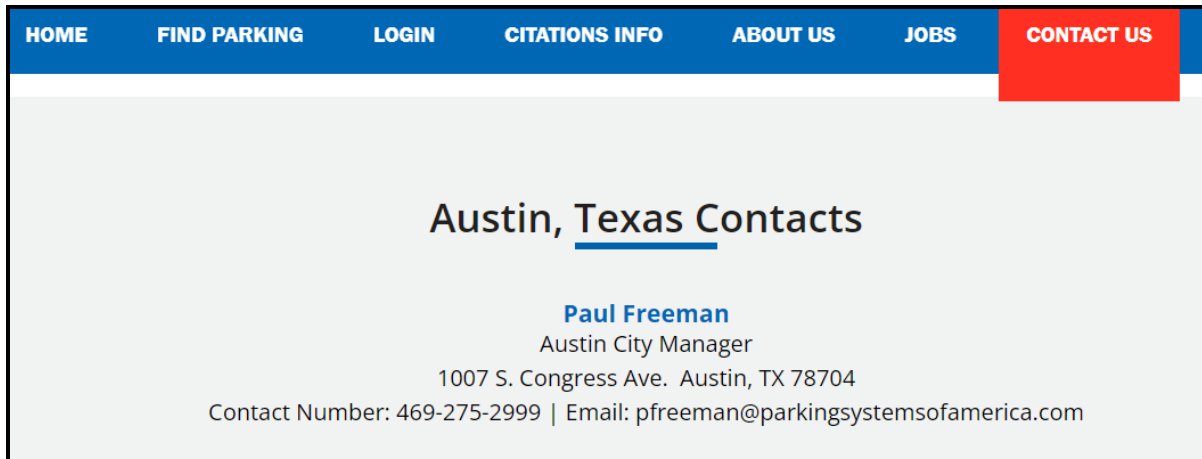 HOME FIND PARKING LOGIN CITATIONS INFO ABOUT US JOBS CONTACT US
Austin, Texas Contacts
Paul Freeman
Austin City Manager
1007 S. Congress Ave. Austin, TX 78704
Contact Number: 469-275-2999 | Email: pfreeman@parkingsystemsofamerica.com